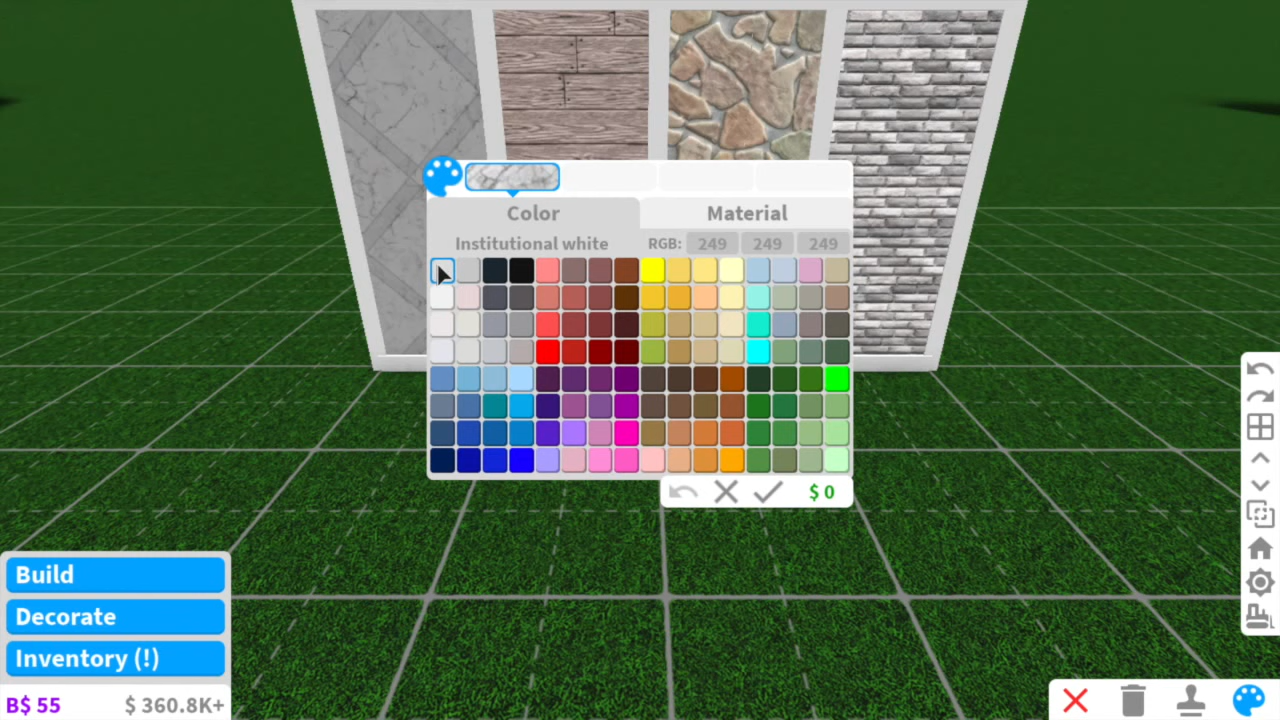 Color
Material
Institutional white
RGB: 249 249 249
$ 0
Build
Decorate
Inventory (!)
B$ 55
$ 360.8K+
L